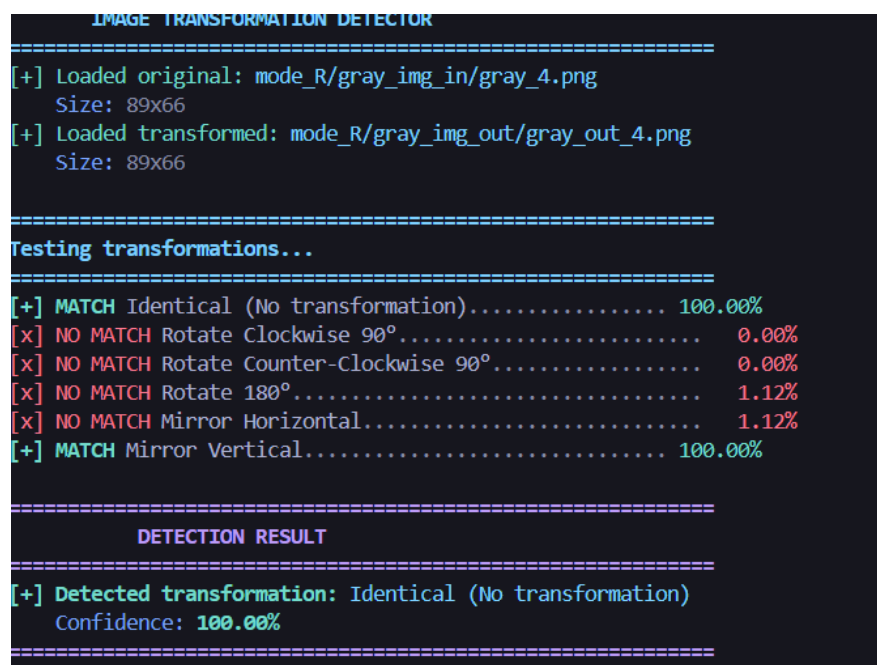 IMAGE TRANSFORMATION DETECTOR
============================================================
[+] Loaded original: mode_R/gray_img_in/gray_4.png
    Size: 89x66
[+] Loaded transformed: mode_R/gray_img_out/gray_out_4.png
    Size: 89x66
============================================================
Testing transformations...
============================================================
[+] MATCH Identical (No transformation)................. 100.00%
[x] NO MATCH Rotate Clockwise 90°..........................   0.00%
[x] NO MATCH Rotate Counter-Clockwise 90°..................   0.00%
[x] NO MATCH Rotate 180°...................................   1.12%
[x] NO MATCH Mirror Horizontal.............................   1.12%
[+] MATCH Mirror Vertical............................... 100.00%
============================================================
DETECTION RESULT
============================================================
[+] Detected transformation: Identical (No transformation)
    Confidence: 100.00%
============================================================